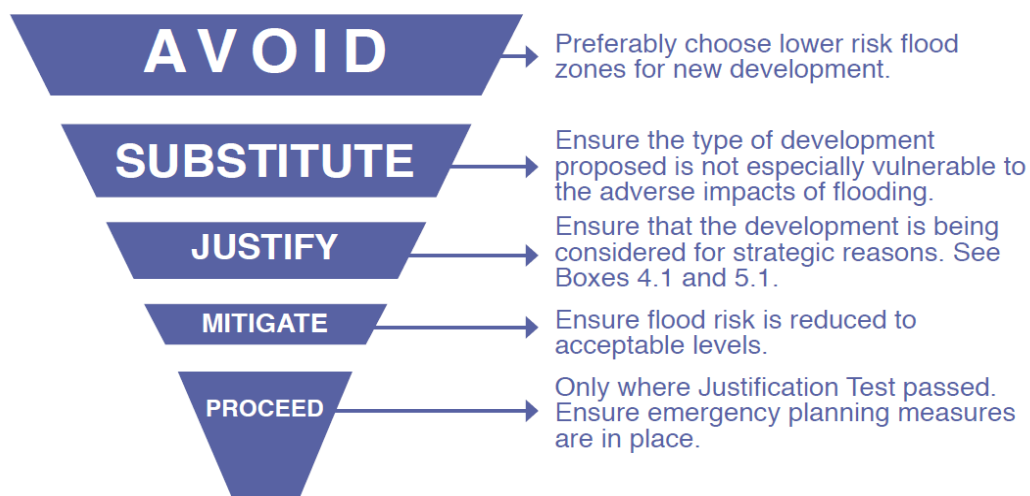 AVOID
Preferably choose lower risk flood
zones for new development.
SUBSTITUTE
Ensure the type of development
proposed is not especially vulnerable to
the adverse impacts of flooding.
JUSTIFY
Ensure that the development is being
considered for strategic reasons. See
Boxes 4.1 and 5.1.
MITIGATE
Ensure flood risk is reduced to
acceptable levels.
PROCEED
Only where Justification Test passed.
Ensure emergency planning measures
are in place.